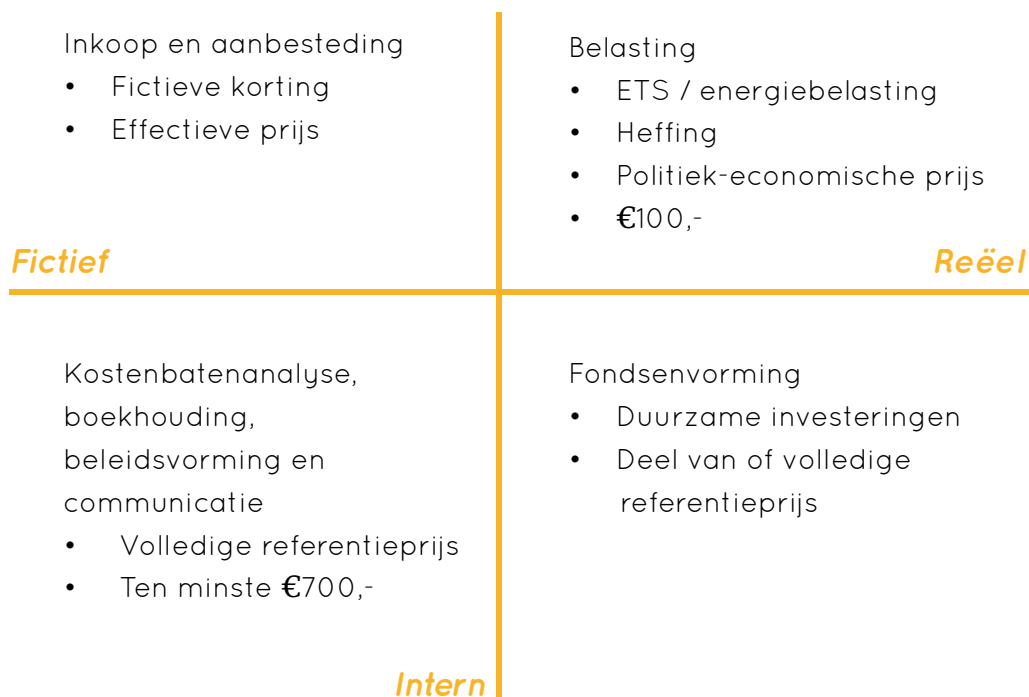 Inkoop en aanbesteding
• Fictieve korting
• Effectieve prijs
Belasting
• ETS / energiebelasting
• Heffing
• Politiek-economische prijs
• €100,-
Fictief
Reëel
Kostenbatenanalyse,
boekhouding,
beleidsvorming en
communicatie
• Volledige referentieprijs
• Ten minste €700,-
Fondsenvorming
• Duurzame investeringen
• Deel van of volledige
referentieprijs
Intern